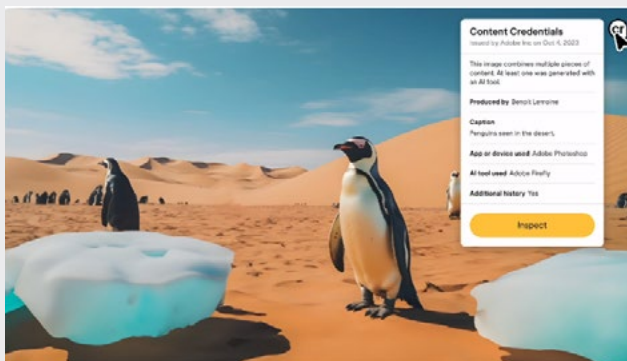 cr
Content Credentials
Issued by Adobe Inc on Oct 4, 2023
This image combines multiple pieces of
content. At least one was generated with
an AI tool.
Produced by Benoit Lemoine
Caption
Penguins seen in the desert.
App or device used Adobe Photoshop
AI tool used Adobe Firefly
Additional history Yes
Inspect